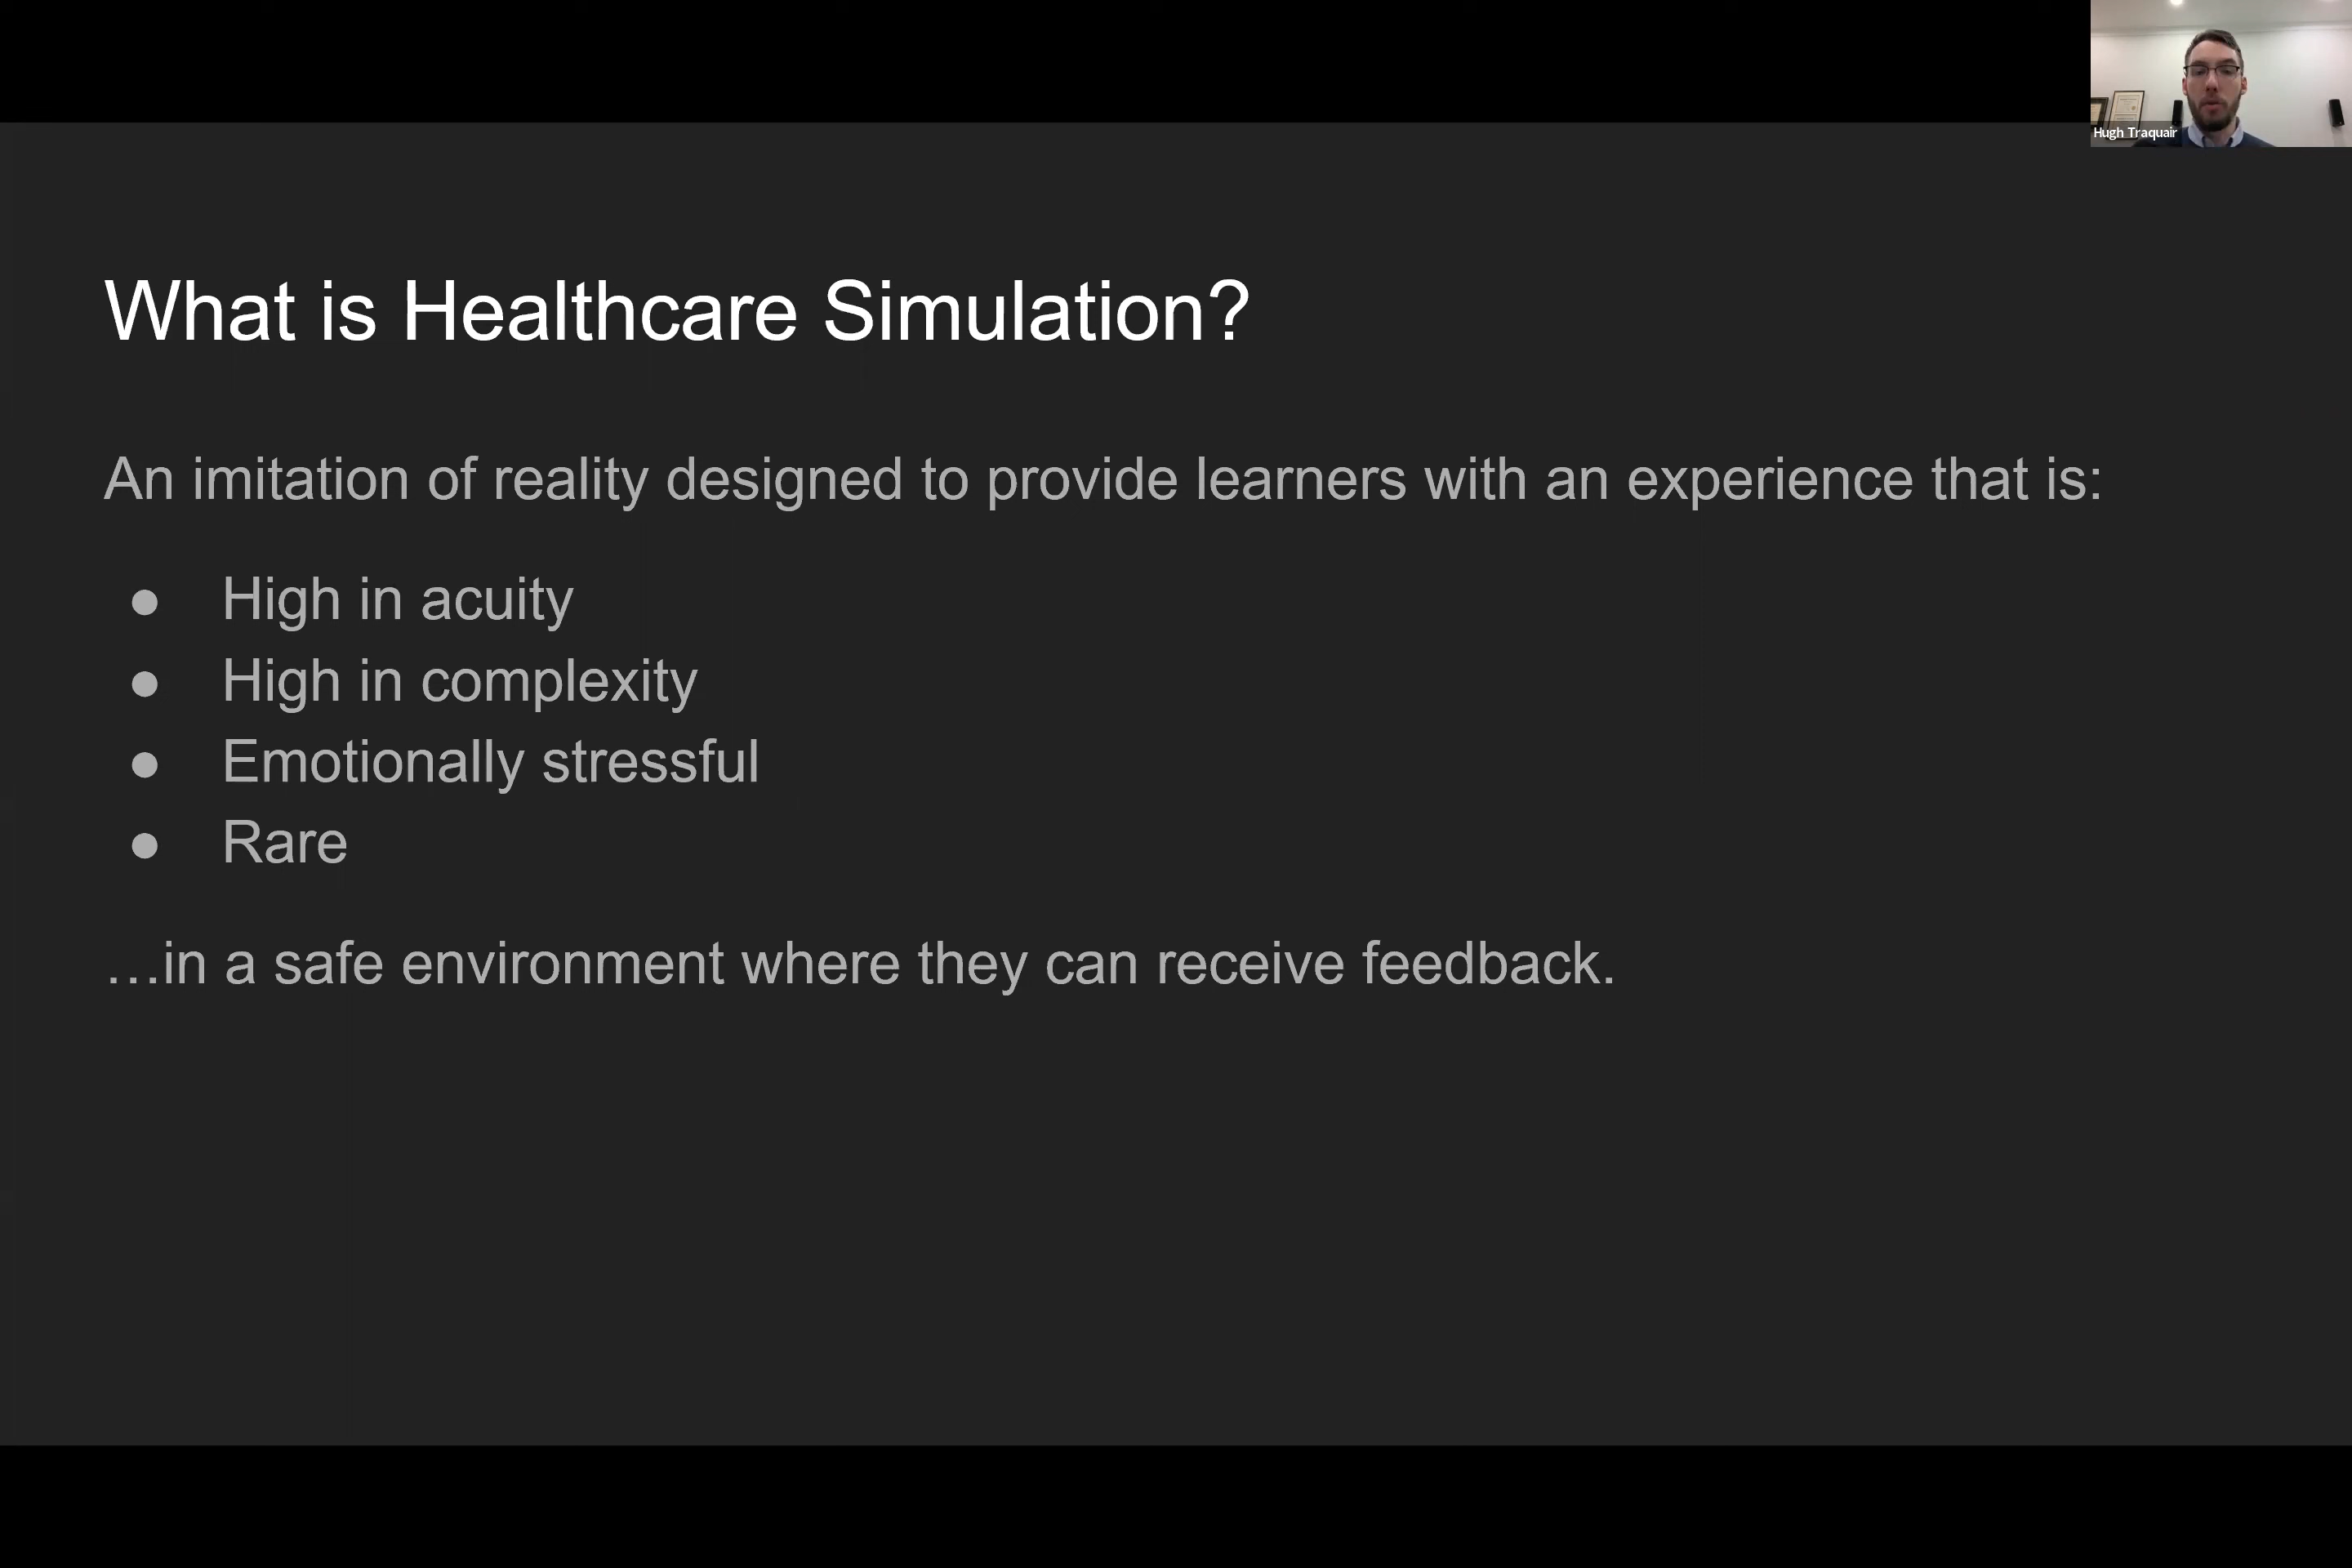 Hugh Traquair
What is Healthcare Simulation?
An imitation of reality designed to provide learners with an experience that is:
● High in acuity
● High in complexity
● Emotionally stressful
● Rare
…in a safe environment where they can receive feedback.